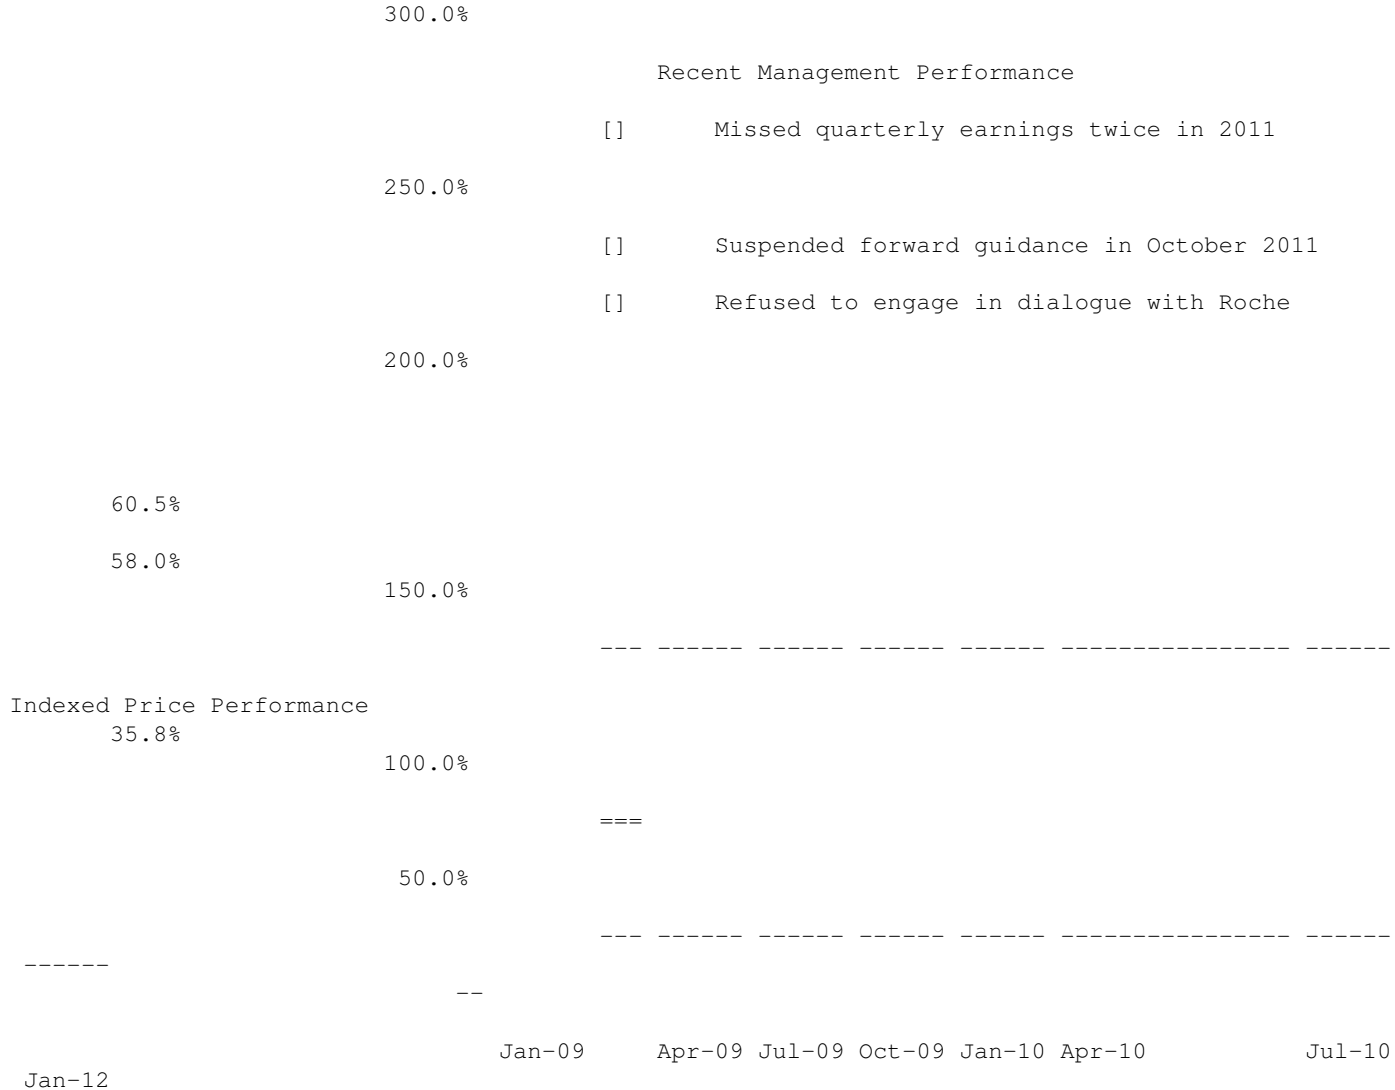 300.0%
Recent Management Performance
[] Missed quarterly earnings twice in 2011
250.0%
[] Suspended forward guidance in October 2011
[] Refused to engage in dialogue with Roche
200.0%
60.5%
58.0%
150.0%
--- ------ ------ ------ ------ ---------------- ------
Indexed Price Performance
35.8%
100.0%
===
50.0%
--- ------ ------ ------ ------ ---------------- ------
------
--
Jan-09 Apr-09 Jul-09 Oct-09 Jan-10 Apr-10 Jul-10
Jan-12